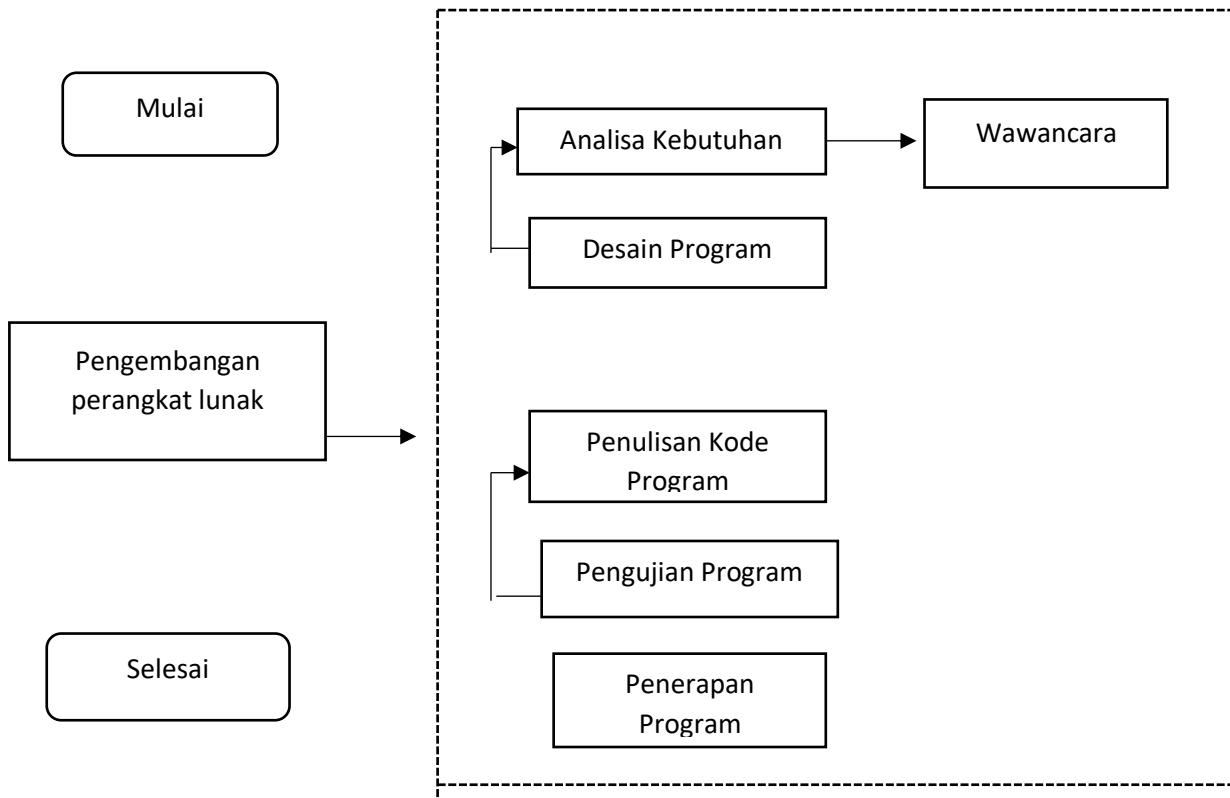 Mulai
Analisa Kebutuhan
Wawancara
Desain Program
Pengembangan
perangkat lunak
Penulisan Kode
Program
Pengujian Program
Selesai
Penerapan
Program